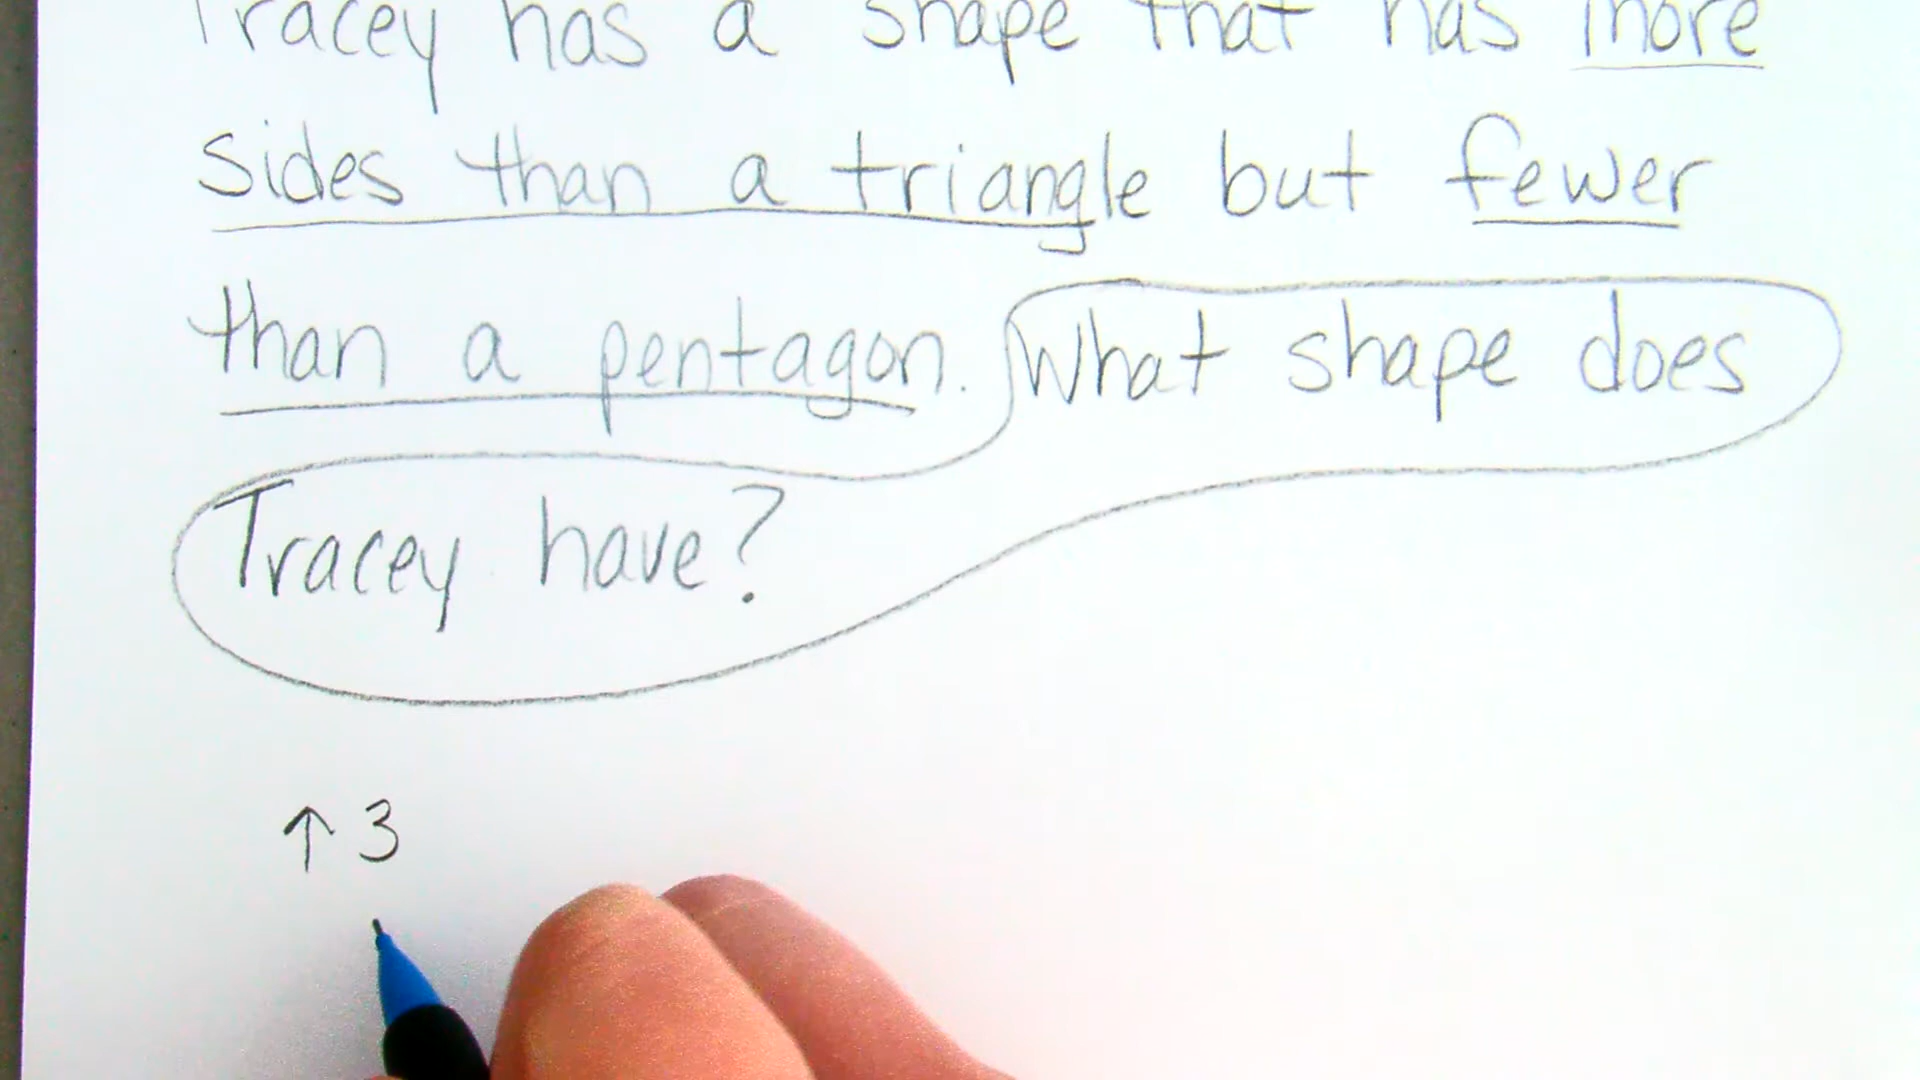 Tracey has a shape that has more
sides than a triangle but fewer
than a pentagon. What shape does
Tracey have?
↑ 3